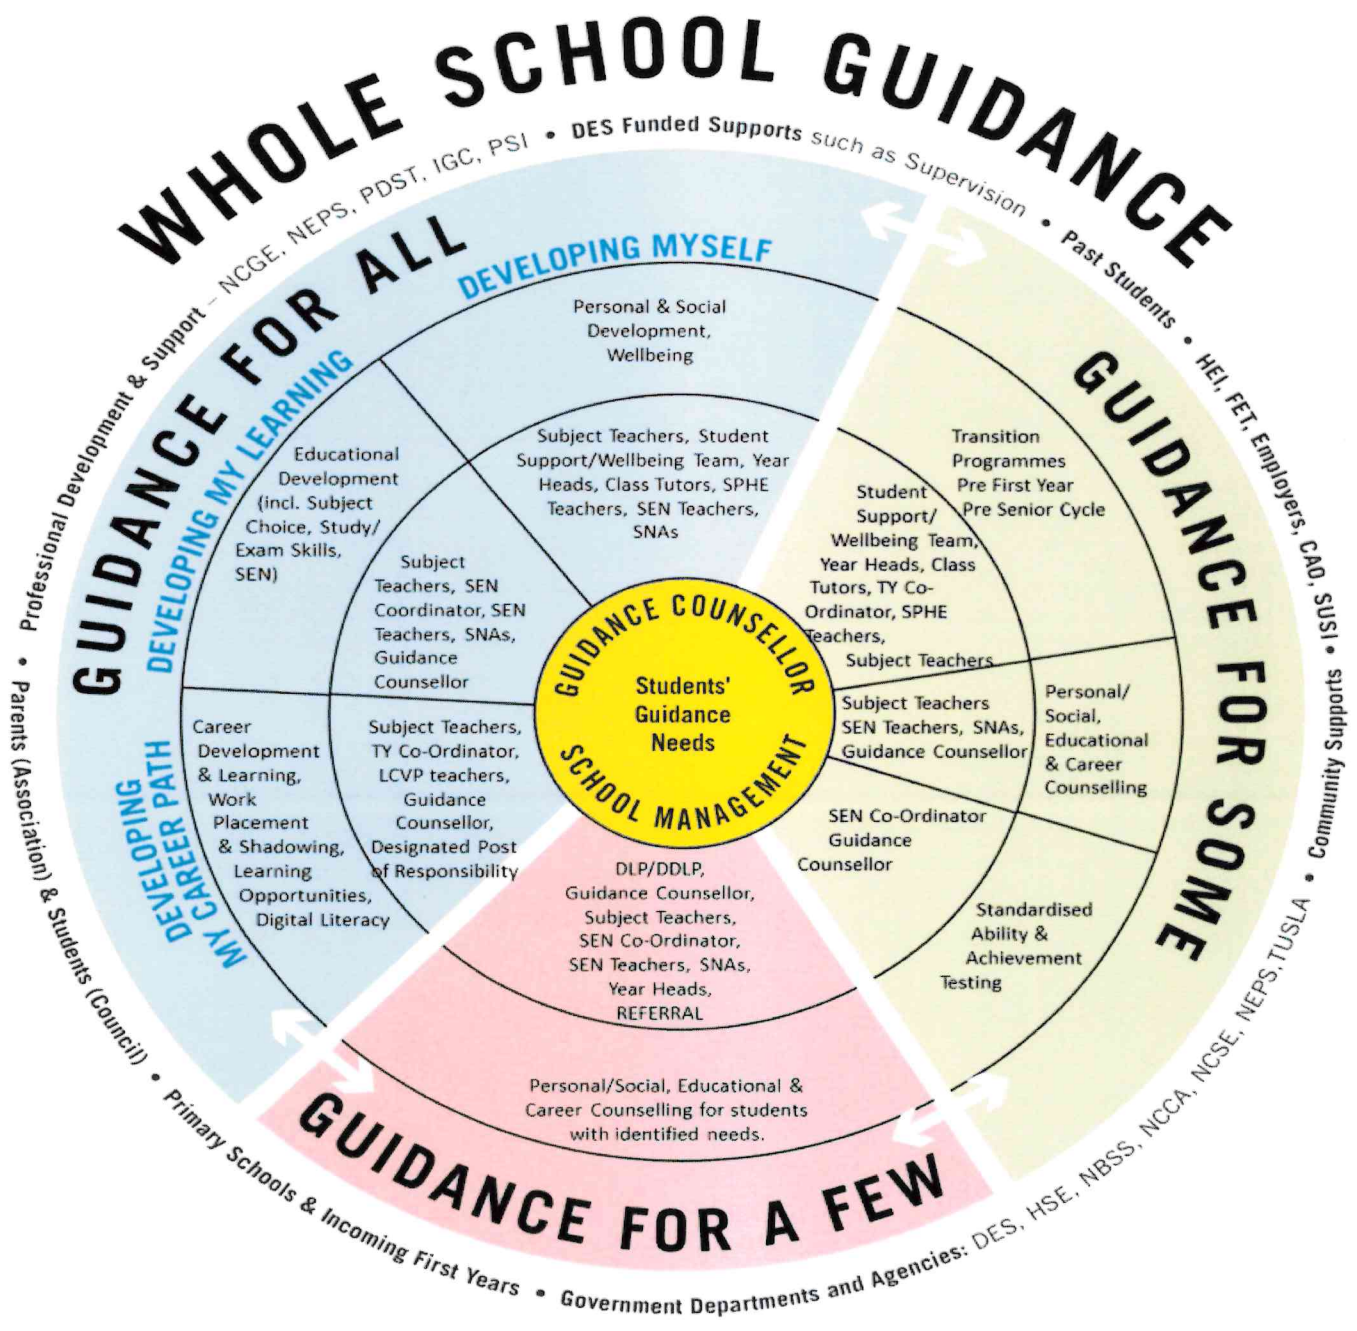 WHOLE SCHOOL GUIDANCE
Professional Development & Support – NCGE, NEPS, PDST, IGC, PSI • DES Funded Supports such as Supervision • Past Students • HEI, FET, Employers, CAO, SUSI • Community Supports •
Government Departments and Agencies: DES, HSE, NBSS, NCCA, NCSE, NEPS,TUSLA
• Parents (Association) & Students (Council) • Primary Schools & Incoming First Years •
GUIDANCE FOR ALL
DEVELOPING MYSELF
Personal & Social
Development,
Wellbeing
Subject Teachers, Student
Support/Wellbeing Team, Year
Heads, Class Tutors, SPHE
Teachers, SEN Teachers,
SNAs
DEVELOPING MY LEARNING
Educational
Development
(incl. Subject
Choice, Study/
Exam Skills,
SEN)
Subject
Teachers, SEN
Coordinator, SEN
Teachers, SNAs,
Guidance
Counsellor
DEVELOPING
MY CAREER PATH
Career
Development
& Learning,
Work
Placement
& Shadowing,
Learning
Opportunities,
Digital Literacy
Subject Teachers,
TY Co-Ordinator,
LCVP teachers,
Guidance
Counsellor,
Designated Post
of Responsibility
GUIDANCE COUNSELLOR
Students'
Guidance
Needs
SCHOOL MANAGEMENT
GUIDANCE FOR SOME
Transition
Programmes
Pre First Year
Pre Senior Cycle
Student
Support/
Wellbeing Team,
Year Heads, Class
Tutors, TY Co-
Ordinator, SPHE
Teachers,
Subject Teachers
Personal/
Social,
Educational
& Career
Counselling
Subject Teachers
SEN Teachers, SNAs,
Guidance Counsellor
SEN Co-Ordinator
Guidance
Counsellor
Standardised
Ability &
Achievement
Testing
DLP/DDLP,
Guidance Counsellor,
Subject Teachers,
SEN Co-Ordinator,
SEN Teachers, SNAs,
Year Heads,
REFERRAL
Personal/Social, Educational &
Career Counselling for students
with identified needs.
GUIDANCE FOR A FEW